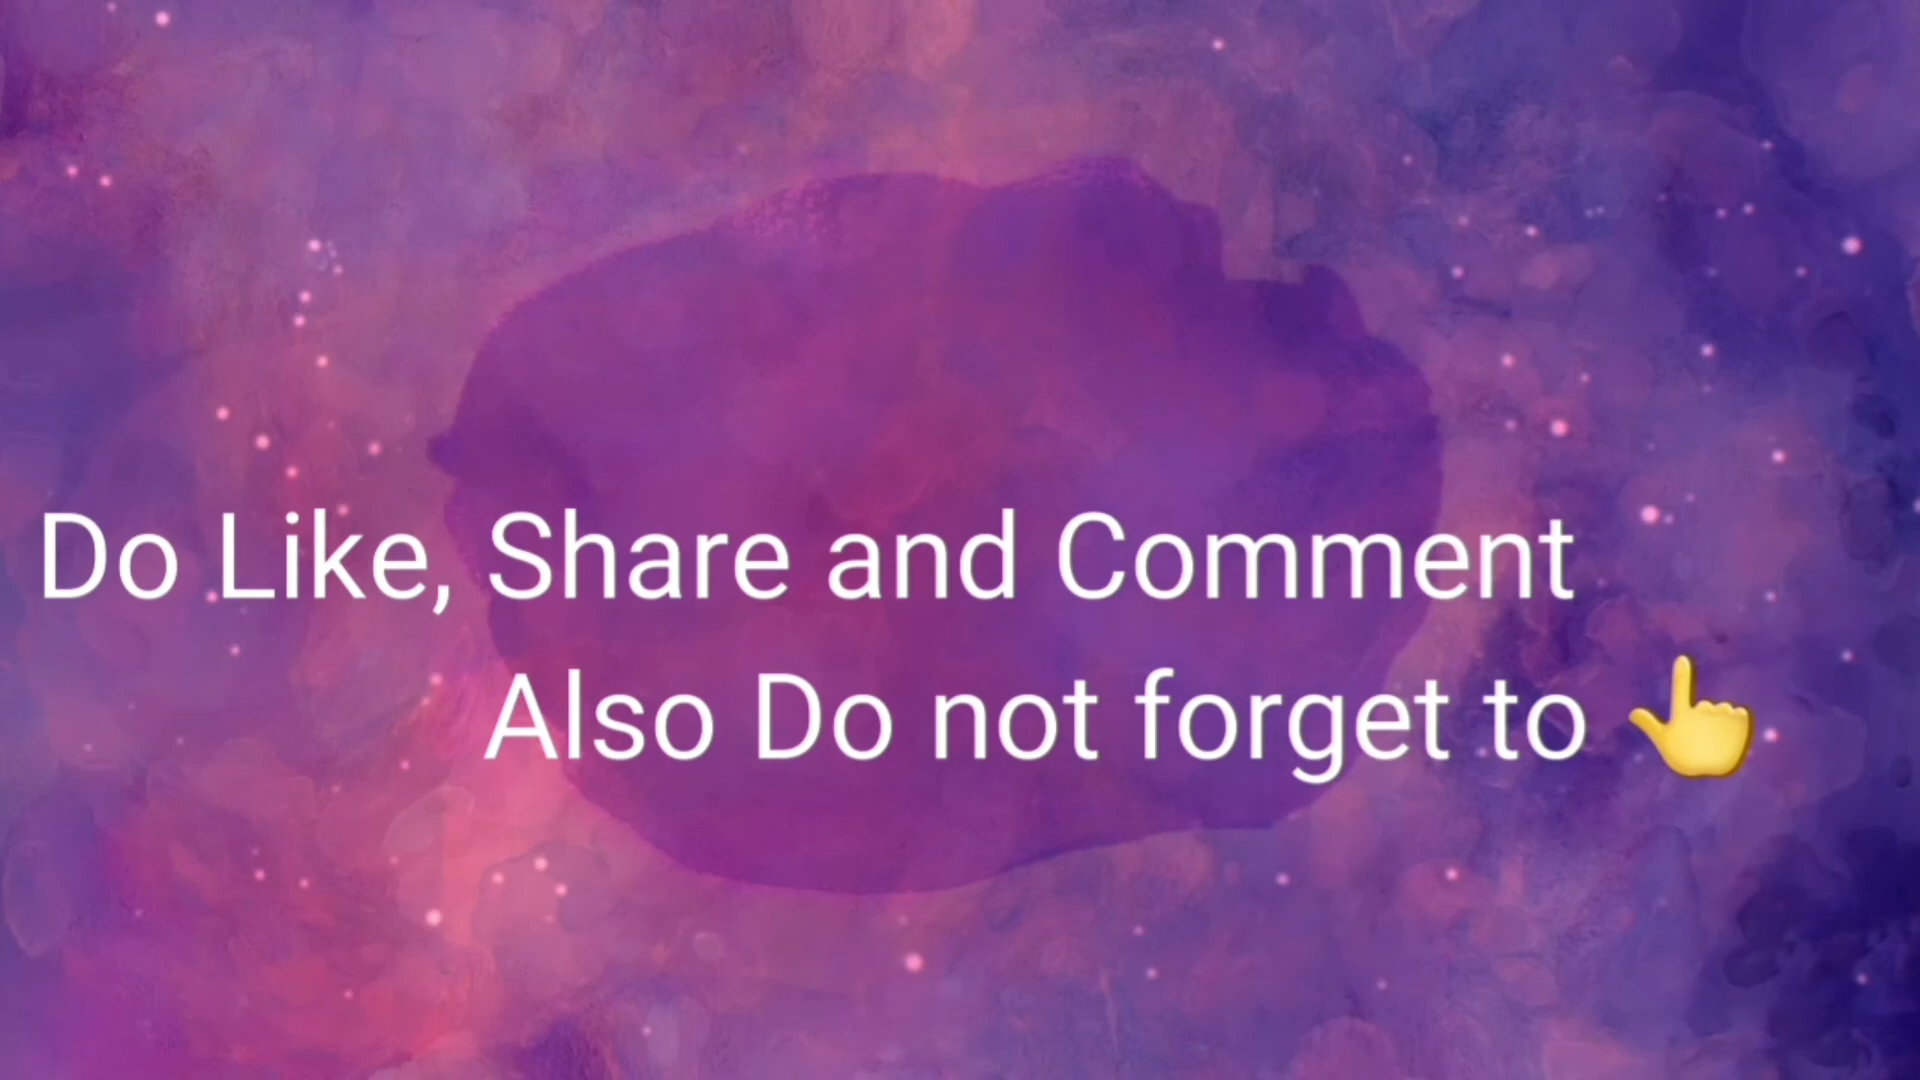 Do Like, Share and Comment
Also Do not forget to 👆